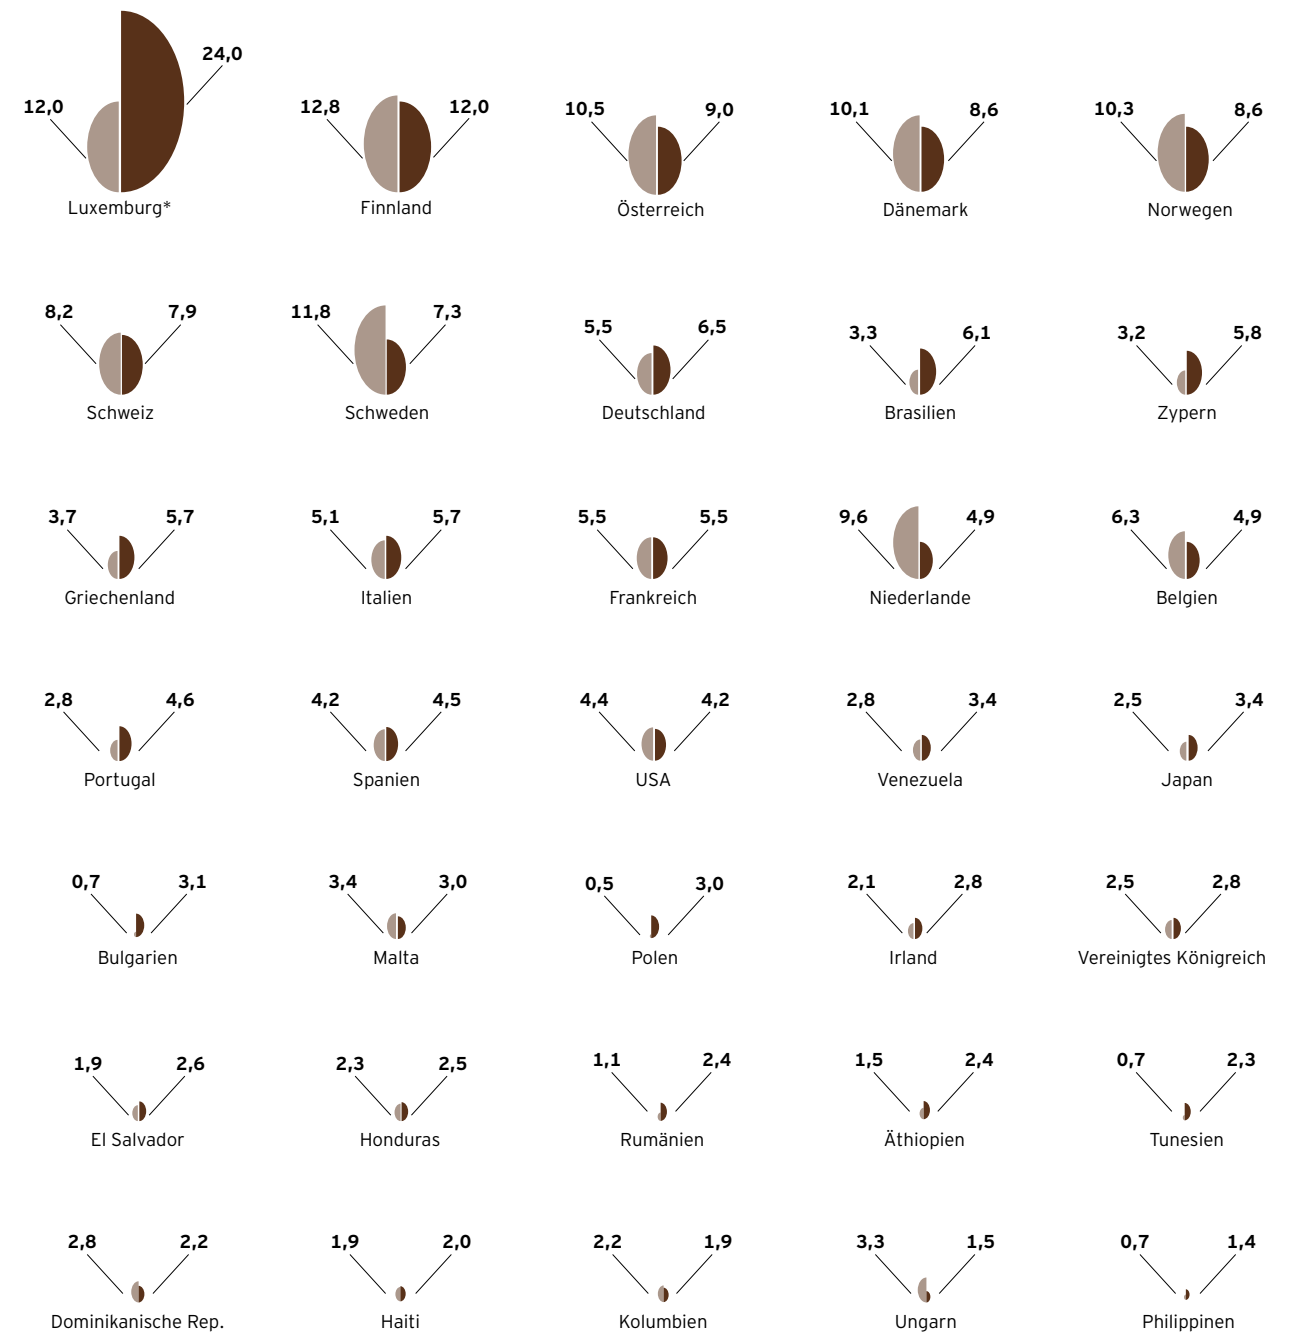 24,0
12,0
12,8 12,0
10,5 9,0
10,1 8,6
10,3 8,6
Luxemburg*
Finnland
Österreich
Dänemark
Norwegen
8,2 7,9
11,8 7,3
5,5 6,5
3,3 6,1
3,2 5,8
Schweiz
Schweden
Deutschland
Brasilien
Zypern
3,7 5,7
5,1 5,7
5,5 5,5
9,6 4,9
6,3 4,9
Griechenland
Italien
Frankreich
Niederlande
Belgien
2,8 4,6
4,2 4,5
4,4 4,2
2,8 3,4
2,5 3,4
Portugal
Spanien
USA
Venezuela
Japan
0,7 3,1
3,4 3,0
0,5 3,0
2,1 2,8
2,5 2,8
Bulgarien
Malta
Polen
Irland
Vereinigtes Königreich
1,9 2,6
2,3 2,5
1,1 2,4
1,5 2,4
0,7 2,3
El Salvador
Honduras
Rumänien
Äthiopien
Tunesien
2,8 2,2
1,9 2,0
2,2 1,9
3,3 1,5
0,7 1,4
Dominikanische Rep.
Haiti
Kolumbien
Ungarn
Philippinen